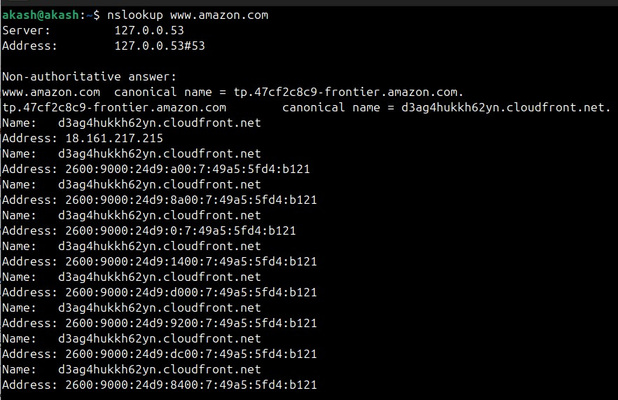 akash@akash:~$ nslookup www.amazon.com
Server:         127.0.0.53
Address:        127.0.0.53#53

Non-authoritative answer:
www.amazon.com  canonical name = tp.47cf2c8c9-frontier.amazon.com.
tp.47cf2c8c9-frontier.amazon.com        canonical name = d3ag4hukkh62yn.cloudfront.net.
Name:   d3ag4hukkh62yn.cloudfront.net
Address: 18.161.217.215
Name:   d3ag4hukkh62yn.cloudfront.net
Address: 2600:9000:24d9:a00:7:49a5:5fd4:b121
Name:   d3ag4hukkh62yn.cloudfront.net
Address: 2600:9000:24d9:8a00:7:49a5:5fd4:b121
Name:   d3ag4hukkh62yn.cloudfront.net
Address: 2600:9000:24d9:0:7:49a5:5fd4:b121
Name:   d3ag4hukkh62yn.cloudfront.net
Address: 2600:9000:24d9:1400:7:49a5:5fd4:b121
Name:   d3ag4hukkh62yn.cloudfront.net
Address: 2600:9000:24d9:d000:7:49a5:5fd4:b121
Name:   d3ag4hukkh62yn.cloudfront.net
Address: 2600:9000:24d9:9200:7:49a5:5fd4:b121
Name:   d3ag4hukkh62yn.cloudfront.net
Address: 2600:9000:24d9:dc00:7:49a5:5fd4:b121
Name:   d3ag4hukkh62yn.cloudfront.net
Address: 2600:9000:24d9:8400:7:49a5:5fd4:b121